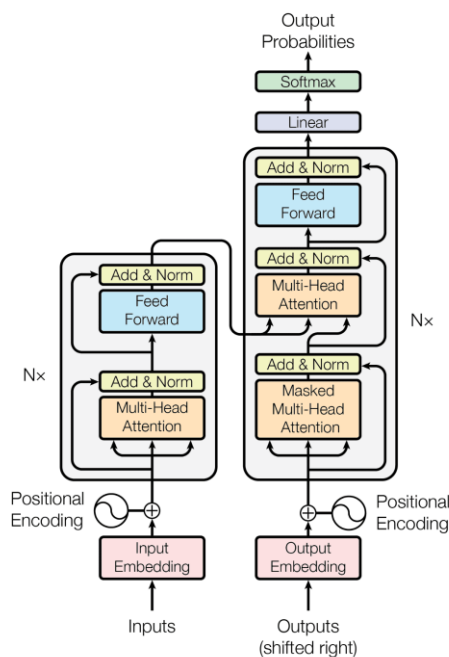 Output
Probabilities
Softmax
Linear
Add & Norm
Feed
Forward
Add & Norm
Multi-Head
Attention
Add & Norm
Masked
Multi-Head
Attention
N×
Add & Norm
Feed
Forward
Add & Norm
Multi-Head
Attention
N×
Positional
Encoding
Positional
Encoding
Input
Embedding
Output
Embedding
Inputs
Outputs
(shifted right)